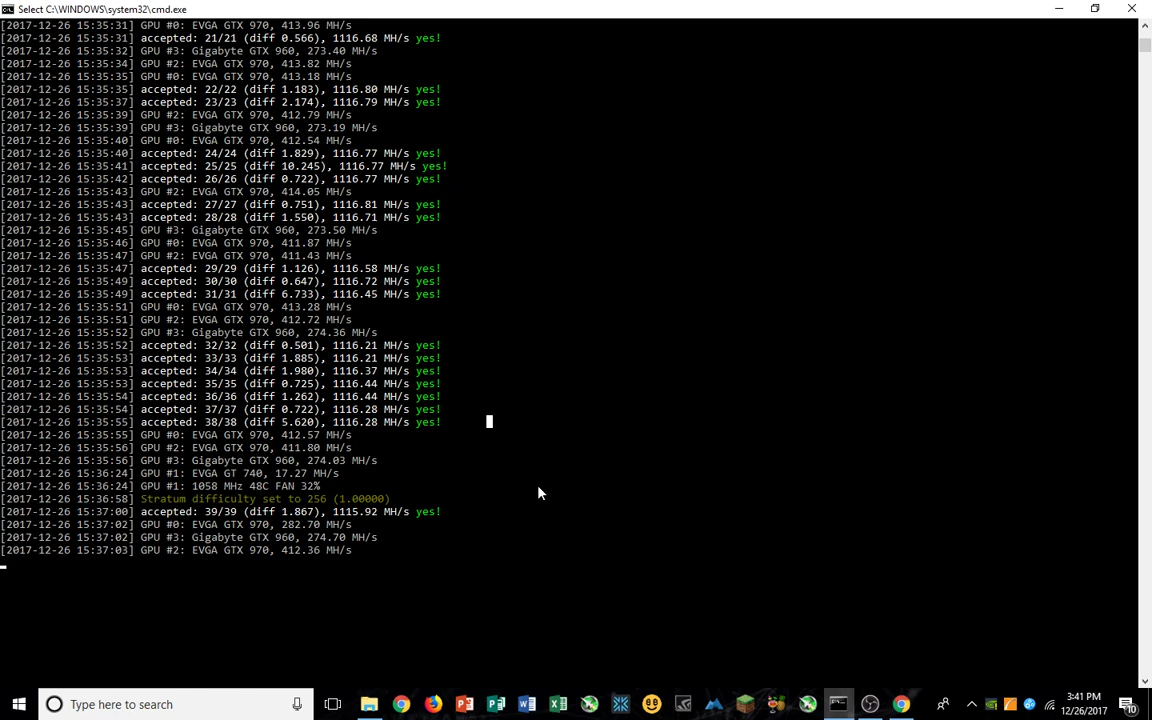 Select C:\WINDOWS\system32\cmd.exe
[2017-12-26 15:35:31] GPU #0: EVGA GTX 970, 413.96 MH/s
[2017-12-26 15:35:31] accepted: 21/21 (diff 0.566), 1116.68 MH/s yes!
[2017-12-26 15:35:32] GPU #3: Gigabyte GTX 960, 273.40 MH/s
[2017-12-26 15:35:34] GPU #2: EVGA GTX 970, 413.82 MH/s
[2017-12-26 15:35:35] GPU #0: EVGA GTX 970, 413.18 MH/s
[2017-12-26 15:35:35] accepted: 22/22 (diff 1.183), 1116.80 MH/s yes!
[2017-12-26 15:35:37] accepted: 23/23 (diff 2.174), 1116.79 MH/s yes!
[2017-12-26 15:35:39] GPU #2: EVGA GTX 970, 412.79 MH/s
[2017-12-26 15:35:39] GPU #3: Gigabyte GTX 960, 273.19 MH/s
[2017-12-26 15:35:40] GPU #0: EVGA GTX 970, 412.54 MH/s
[2017-12-26 15:35:40] accepted: 24/24 (diff 1.829), 1116.77 MH/s yes!
[2017-12-26 15:35:41] accepted: 25/25 (diff 10.245), 1116.77 MH/s yes!
[2017-12-26 15:35:42] accepted: 26/26 (diff 0.722), 1116.77 MH/s yes!
[2017-12-26 15:35:43] GPU #2: EVGA GTX 970, 414.05 MH/s
[2017-12-26 15:35:43] accepted: 27/27 (diff 0.751), 1116.81 MH/s yes!
[2017-12-26 15:35:43] accepted: 28/28 (diff 1.550), 1116.71 MH/s yes!
[2017-12-26 15:35:45] GPU #3: Gigabyte GTX 960, 273.50 MH/s
[2017-12-26 15:35:46] GPU #0: EVGA GTX 970, 411.87 MH/s
[2017-12-26 15:35:47] GPU #2: EVGA GTX 970, 411.43 MH/s
[2017-12-26 15:35:47] accepted: 29/29 (diff 1.126), 1116.58 MH/s yes!
[2017-12-26 15:35:49] accepted: 30/30 (diff 0.647), 1116.72 MH/s yes!
[2017-12-26 15:35:49] accepted: 31/31 (diff 6.733), 1116.45 MH/s yes!
[2017-12-26 15:35:51] GPU #0: EVGA GTX 970, 413.28 MH/s
[2017-12-26 15:35:51] GPU #2: EVGA GTX 970, 412.72 MH/s
[2017-12-26 15:35:52] GPU #3: Gigabyte GTX 960, 274.36 MH/s
[2017-12-26 15:35:52] accepted: 32/32 (diff 0.501), 1116.21 MH/s yes!
[2017-12-26 15:35:53] accepted: 33/33 (diff 1.885), 1116.21 MH/s yes!
[2017-12-26 15:35:53] accepted: 34/34 (diff 1.980), 1116.37 MH/s yes!
[2017-12-26 15:35:53] accepted: 35/35 (diff 0.725), 1116.44 MH/s yes!
[2017-12-26 15:35:54] accepted: 36/36 (diff 1.262), 1116.44 MH/s yes!
[2017-12-26 15:35:54] accepted: 37/37 (diff 0.722), 1116.28 MH/s yes!
[2017-12-26 15:35:55] accepted: 38/38 (diff 5.620), 1116.28 MH/s yes!
[2017-12-26 15:35:55] GPU #0: EVGA GTX 970, 412.57 MH/s
[2017-12-26 15:35:56] GPU #2: EVGA GTX 970, 411.80 MH/s
[2017-12-26 15:35:56] GPU #3: Gigabyte GTX 960, 274.03 MH/s
[2017-12-26 15:36:24] GPU #1: EVGA GT 740, 17.27 MH/s
[2017-12-26 15:36:24] GPU #1: 1058 MHz 48C FAN 32%
[2017-12-26 15:36:58] Stratum difficulty set to 256 (1.00000)
[2017-12-26 15:37:00] accepted: 39/39 (diff 1.867), 1115.92 MH/s yes!
[2017-12-26 15:37:02] GPU #0: EVGA GTX 970, 282.70 MH/s
[2017-12-26 15:37:02] GPU #3: Gigabyte GTX 960, 274.70 MH/s
[2017-12-26 15:37:03] GPU #2: EVGA GTX 970, 412.36 MH/s
Type here to search
3:41 PM
12/26/2017
10